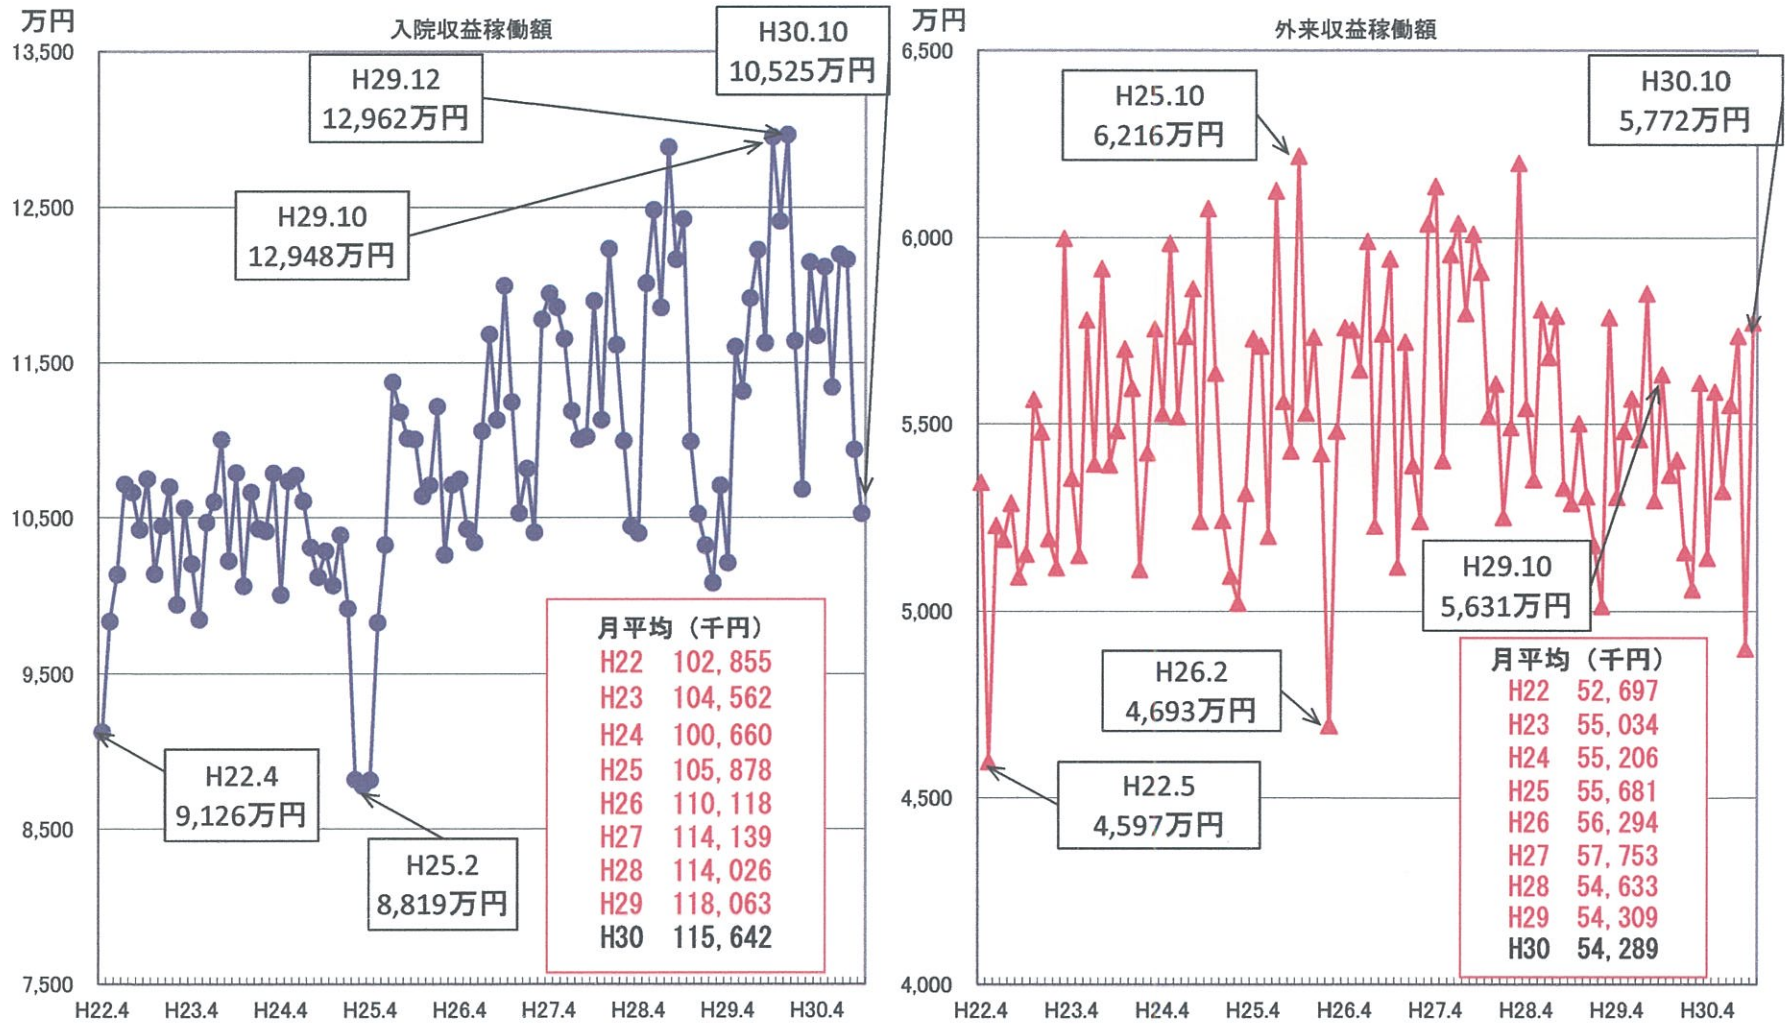 万円
入院収益稼働額
13,500
12,500
11,500
10,500
9,500
8,500
7,500
H22.4
H23.4
H24.4
H25.4
H26.4
H27.4
H28.4
H29.4
H30.4
H29.12
12,962万円
H30.10
10,525万円
H29.10
12,948万円
H22.4
9,126万円
H25.2
8,819万円
月平均（千円）
H22 102,855
H23 104,562
H24 100,660
H25 105,878
H26 110,118
H27 114,139
H28 114,026
H29 118,063
H30 115,642
万円
外来収益稼働額
6,500
6,000
5,500
5,000
4,500
4,000
H22.4
H23.4
H24.4
H25.4
H26.4
H27.4
H28.4
H29.4
H30.4
H25.10
6,216万円
H30.10
5,772万円
H29.10
5,631万円
H26.2
4,693万円
H22.5
4,597万円
月平均（千円）
H22 52,697
H23 55,034
H24 55,206
H25 55,681
H26 56,294
H27 57,753
H28 54,633
H29 54,309
H30 54,289